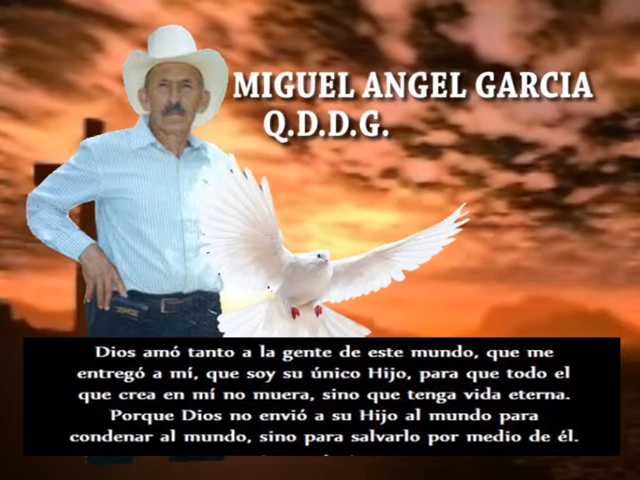 MIGUEL ANGEL GARCIA
Q.D.D.G.
Dios amó tanto a la gente de este mundo, que me
entregó a mí, que soy su único Hijo, para que todo el
que crea en mí no muera, sino que tenga vida eterna.
Porque Dios no envió a su Hijo al mundo para
condenar al mundo, sino para salvarlo por medio de él.